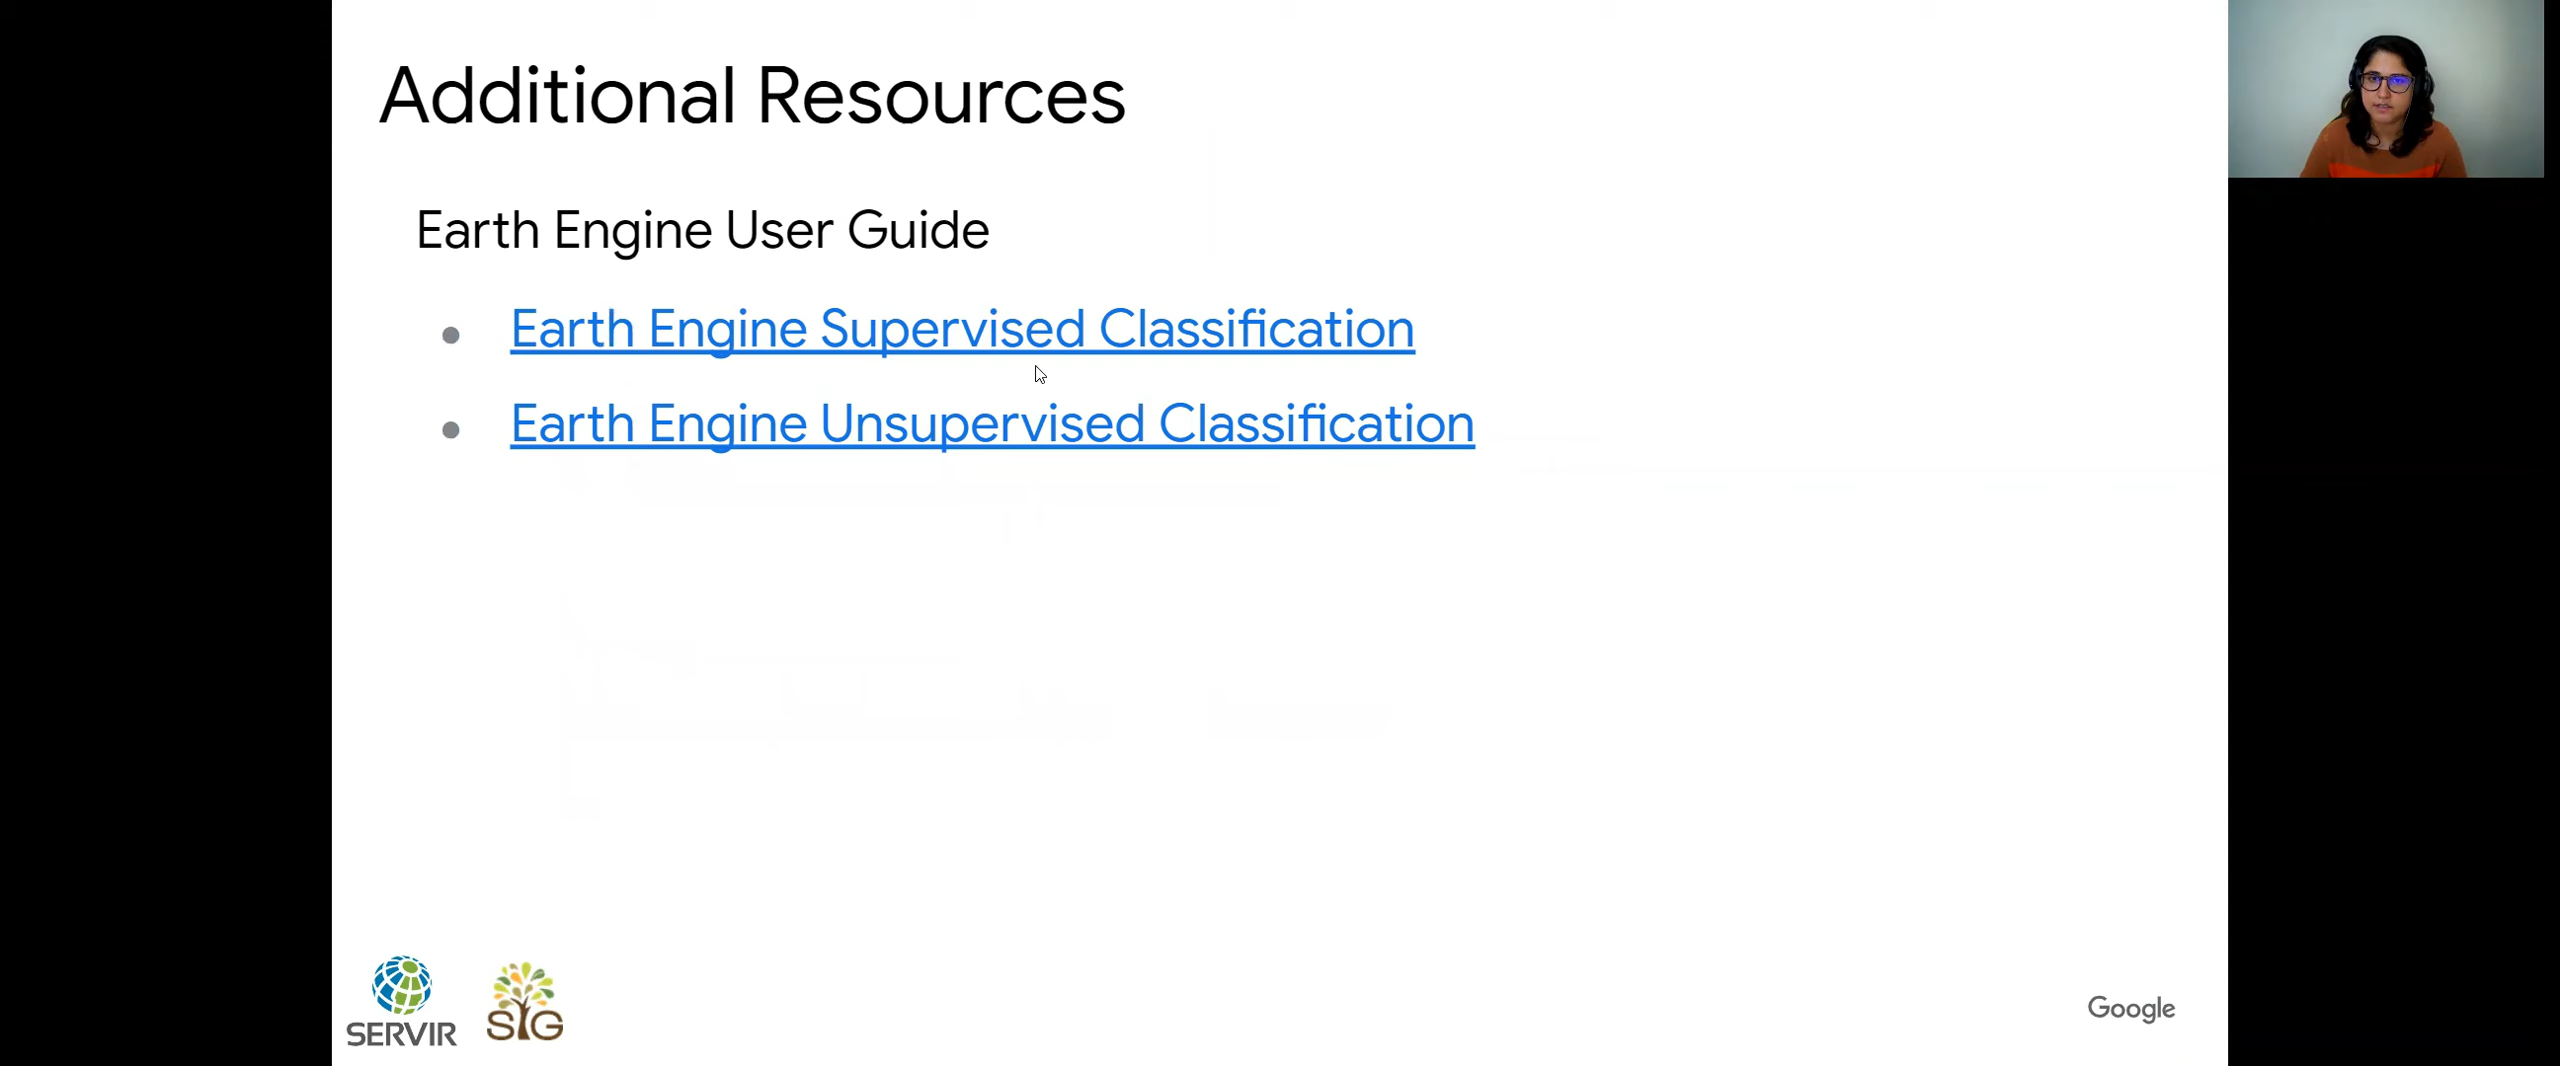 Additional Resources
Earth Engine User Guide
Earth Engine Supervised Classification
Earth Engine Unsupervised Classification
SERVIR
SIG
Google